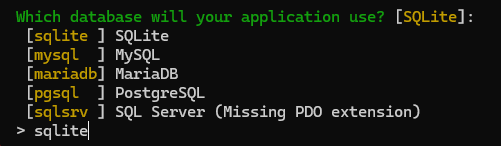 Which database will your application use? [SQLite]:
[sqlite ] SQLite
[mysql  ] MySQL
[mariadb] MariaDB
[pgsql  ] PostgreSQL
[sqlsrv ] SQL Server (Missing PDO extension)
> sqlite